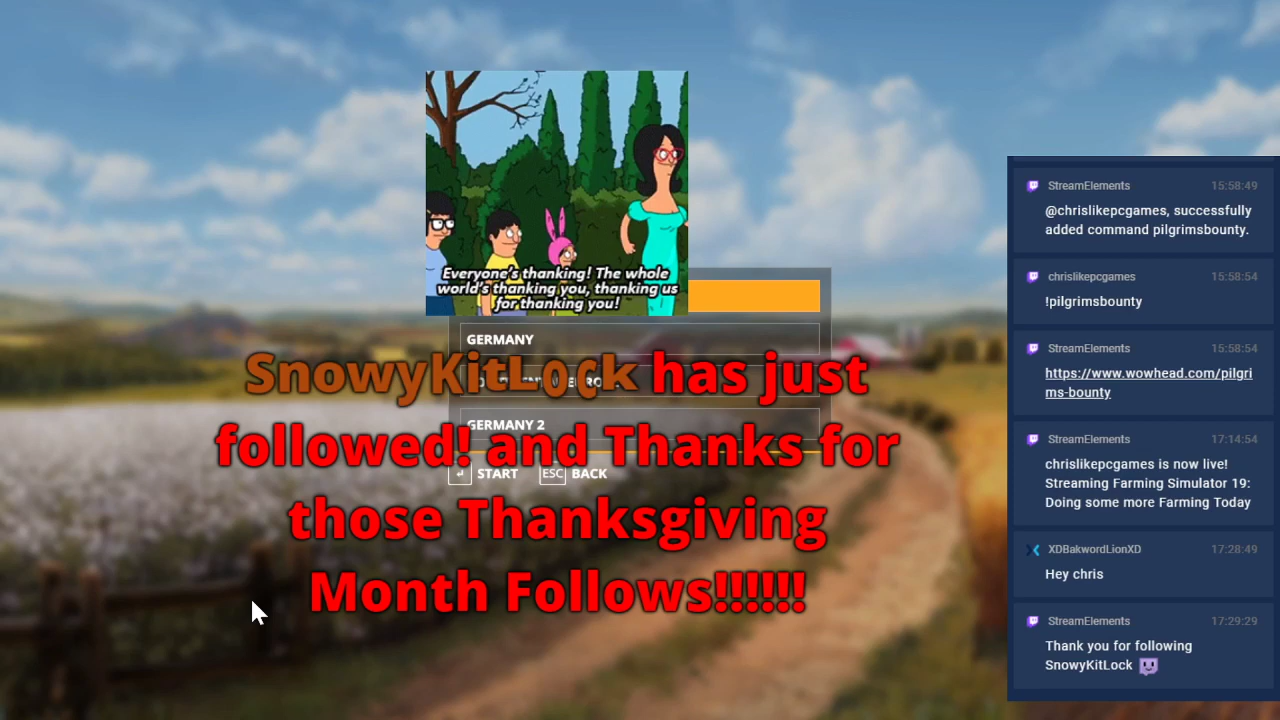 Everyone's thanking! The whole
world's thanking you, thanking us
for thanking you!
GERMANY
GERMANY 2
START ESC BACK
SnowyKitLock has just
followed! and Thanks for
those Thanksgiving
Month Follows!!!!!!
StreamElements 15:58:49
@chrislikepcgames, successfully
added command pilgrimsbounty.
chrislikepcgames 15:58:54
!pilgrimsbounty
StreamElements 15:58:54
https://www.wowhead.com/pilgri
ms-bounty
StreamElements 17:14:54
chrislikepcgames is now live!
Streaming Farming Simulator 19:
Doing some more Farming Today
XDBakwordLionXD 17:28:49
Hey chris
StreamElements 17:29:29
Thank you for following
SnowyKitLock